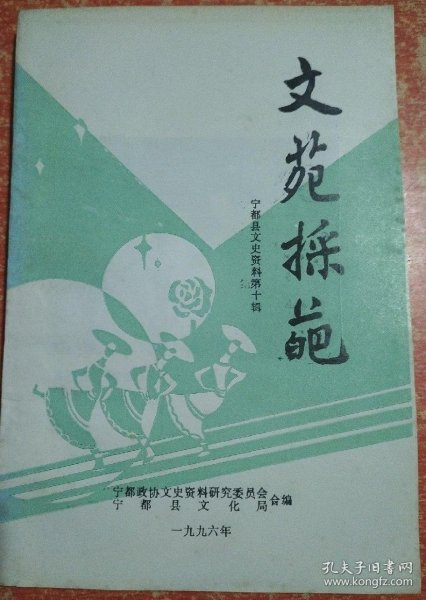 文苑採葩
宁都县文史资料第十辑
宁都政协文史资料研究委员会
宁都县文化局
合编
一九九六年
孔夫子旧书网
www.kongfz.com